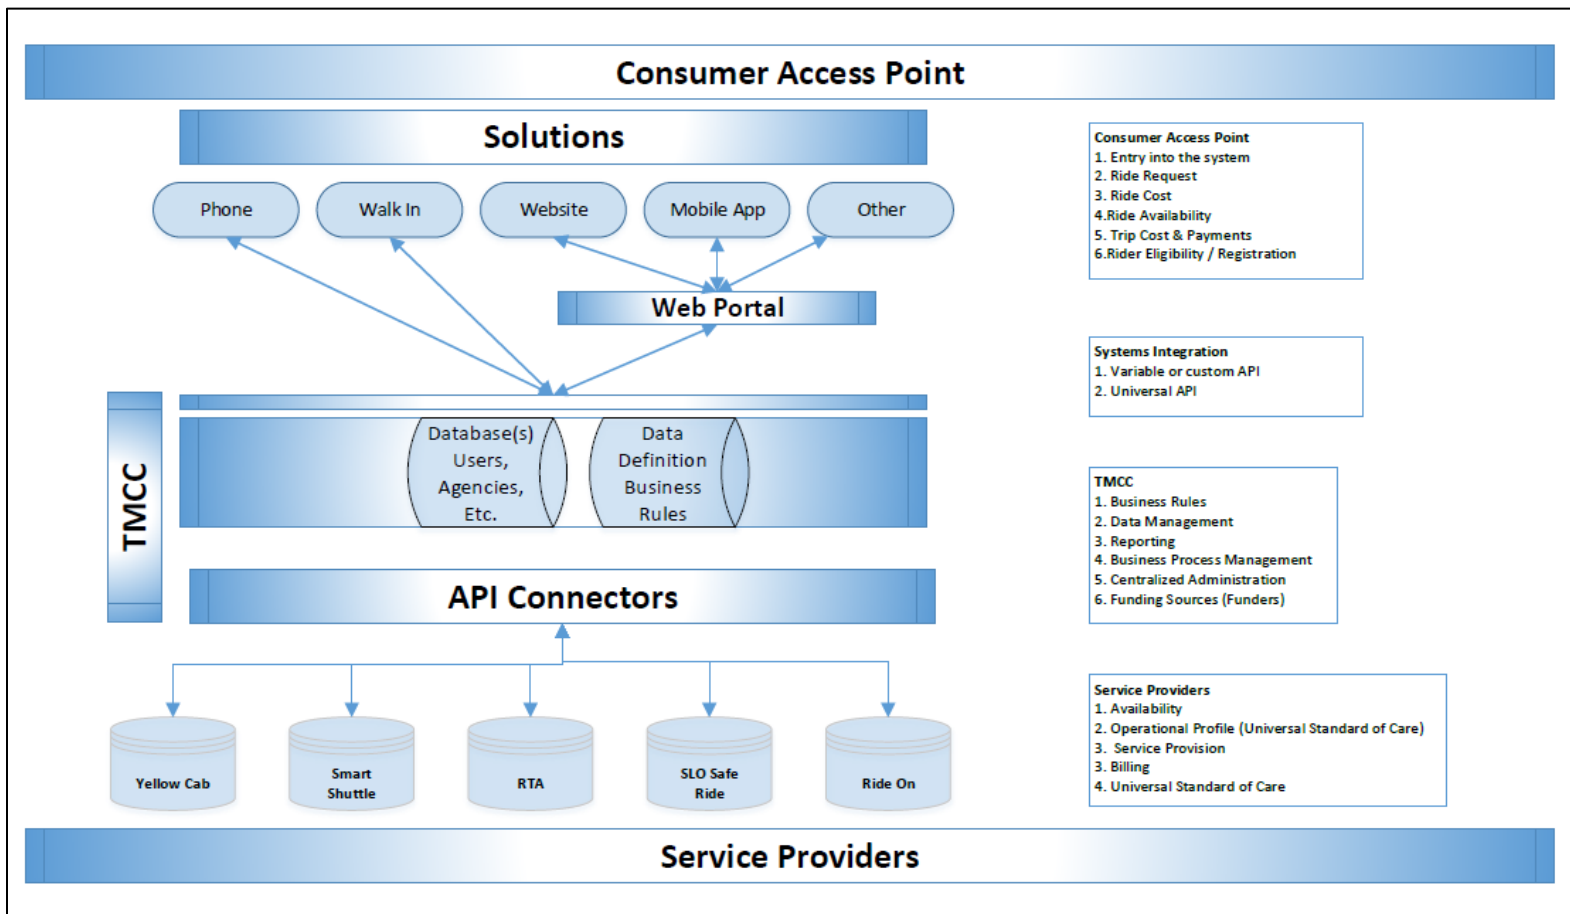 Consumer Access Point
Solutions
Phone
Walk In
Website
Mobile App
Other
Web Portal
TMCC
Database(s)
Users,
Agencies,
Etc.
Data
Definition
Business
Rules
API Connectors
Yellow Cab
Smart
Shuttle
RTA
SLO Safe
Ride
Ride On
Service Providers
Consumer Access Point
1. Entry into the system
2. Ride Request
3. Ride Cost
4.Ride Availability
5. Trip Cost & Payments
6.Rider Eligibility / Registration
Systems Integration
1. Variable or custom API
2. Universal API
TMCC
1. Business Rules
2. Data Management
3. Reporting
4. Business Process Management
5. Centralized Administration
6. Funding Sources (Funders)
Service Providers
1. Availability
2. Operational Profile (Universal Standard of Care)
3.  Service Provision
3. Billing
4. Universal Standard of Care